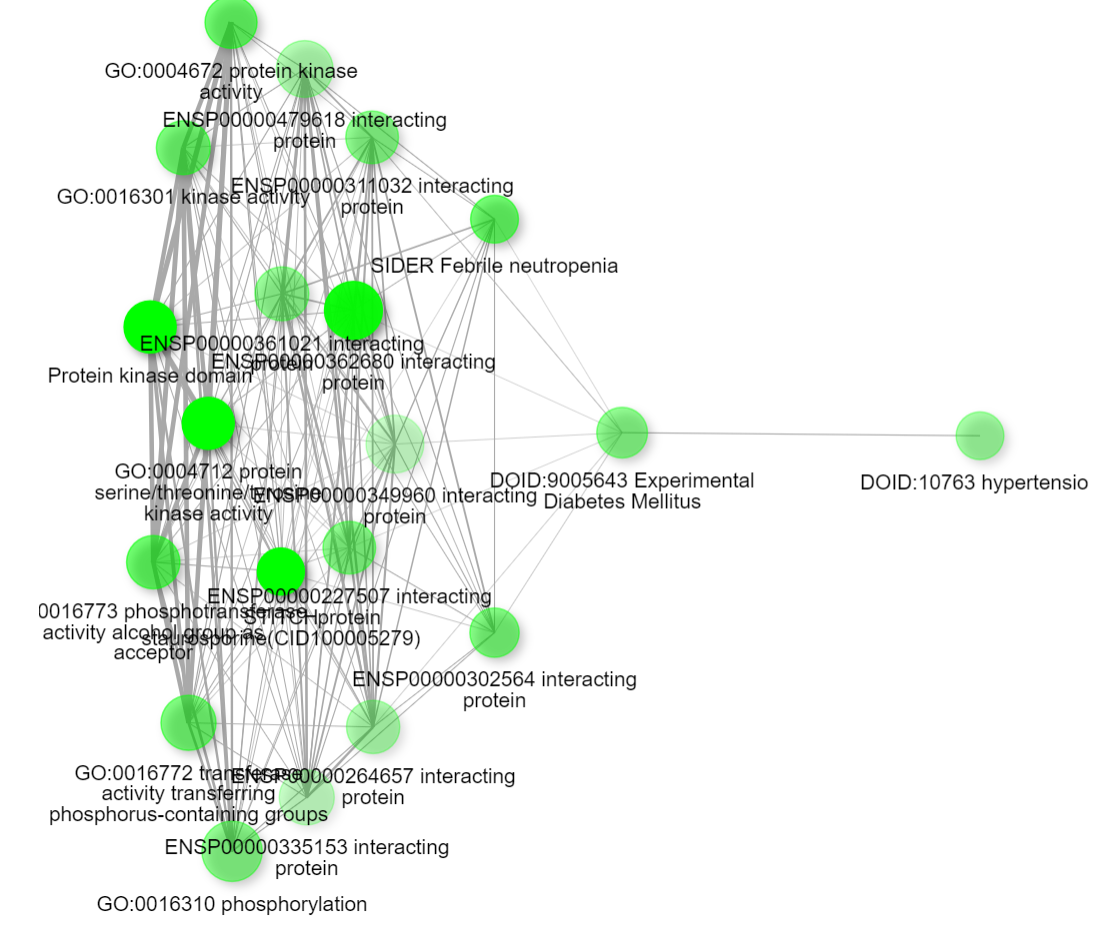 GO:0004672 protein kinase
activity
ENSP00000479618 interacting
protein
GO:0016301 kinase activity
ENSP00000311032 interacting
protein
SIDER Febrile neutropenia
ENSP00000361021 interacting
protein
ENSP00000362680 interacting
protein
Protein kinase domain
GO:0004712 protein
serine/threonine/tyrosine
kinase activity
ENSP00000349960 interacting
protein
DOID:9005643 Experimental
Diabetes Mellitus
DOID:10763 hypertensio
ENSP00000227507 interacting
protein
STITCH
staurosporine(CID100005279)
0016773 phosphotransferase
activity alcohol group as
acceptor
ENSP00000302564 interacting
protein
GO:0016772 transferase
activity transferring
phosphorus-containing groups
ENSP00000264657 interacting
protein
ENSP00000335153 interacting
protein
GO:0016310 phosphorylation